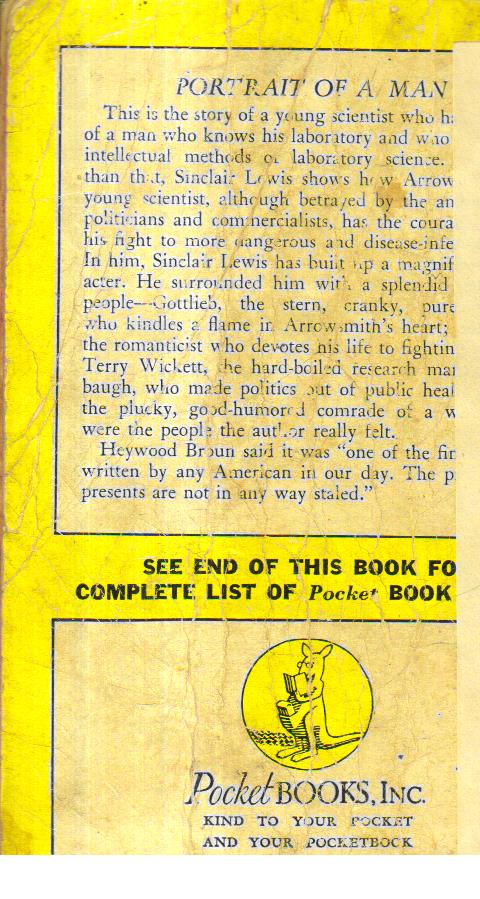 PORTRAIT OF A MAN
This is the story of a young scientist who ha
of a man who knows his laboratory and who
intellectual methods of laboratory science.
than that, Sinclair Lewis shows how Arrow
young scientist, although betrayed by the an
politicians and commercialists, has the coura
his fight to more dangerous and disease-infe
In him, Sinclair Lewis has built up a magnif
acter. He surrounded him with a splendid
people—Gottlieb, the stern, cranky, pure
who kindles a flame in Arrowsmith's heart;
the romanticist who devotes his life to fightin
Terry Wickett, the hard-boiled research man
baugh, who made politics out of public heal
the plucky, good-humored comrade of a w
were the people the author really felt.
Heywood Broun said it was "one of the fin
written by any American in our day. The p
presents are not in any way staled."
SEE END OF THIS BOOK FO
COMPLETE LIST OF Pocket BOOK
Pocket BOOKS, INC.
KIND TO YOUR POCKET
AND YOUR POCKETBOOK